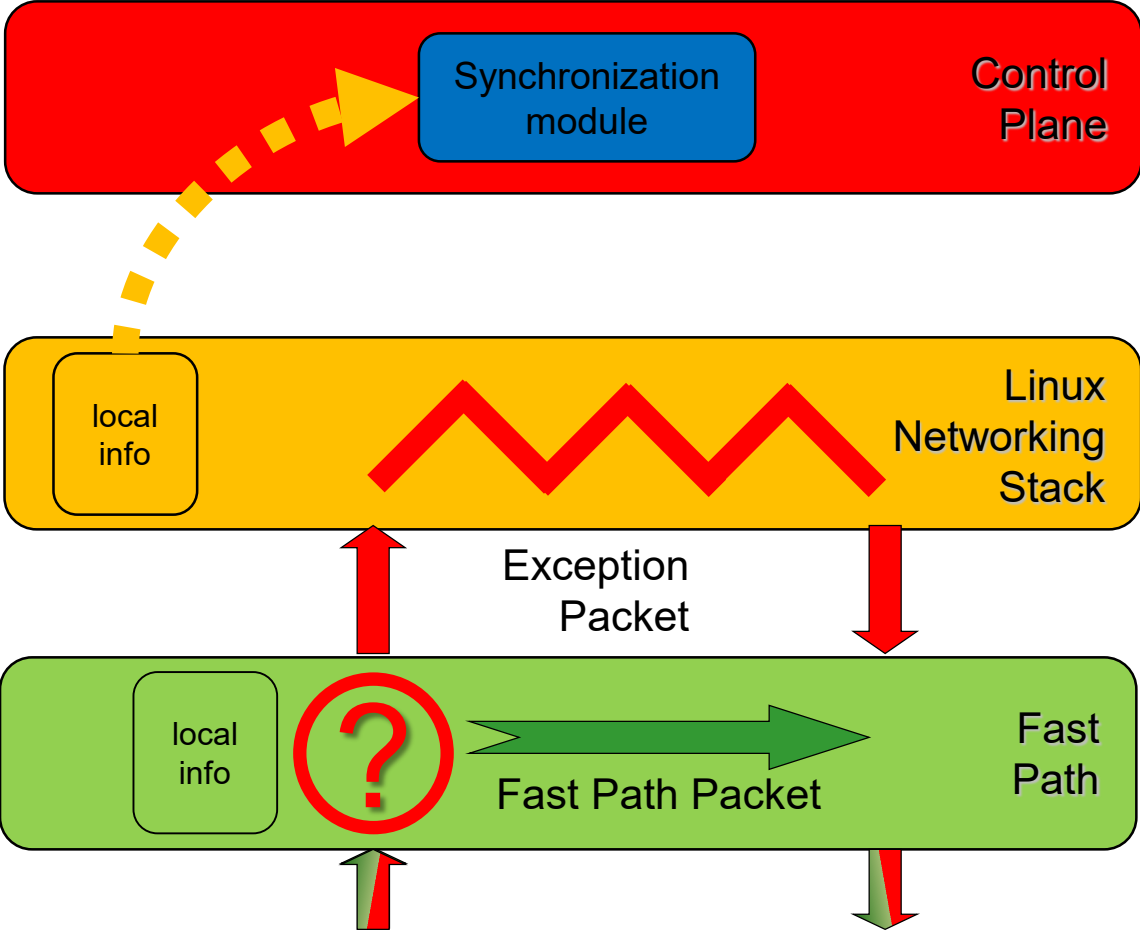 Synchronization
module
Control
Plane
local
info
Linux
Networking
Stack
Exception
Packet
local
info
?
Fast Path Packet
Fast
Path